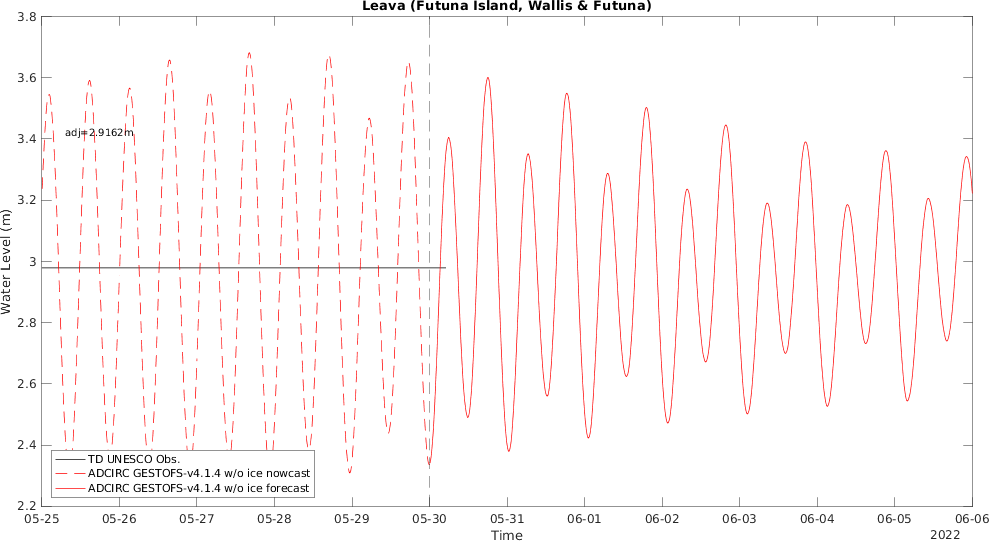 Leava (Futuna Island, Wallis & Futuna)
3.8
3.6
3.4
3.2
3
2.8
2.6
2.4
2.2
Water Level (m)
adj=2.9162m
TD UNESCO Obs.
ADCIRC GESTOFS-v4.1.4 w/o ice nowcast
ADCIRC GESTOFS-v4.1.4 w/o ice forecast
05-25 05-26 05-27 05-28 05-29 05-30 05-31 06-01 06-02 06-03 06-04 06-05 06-06
Time
2022